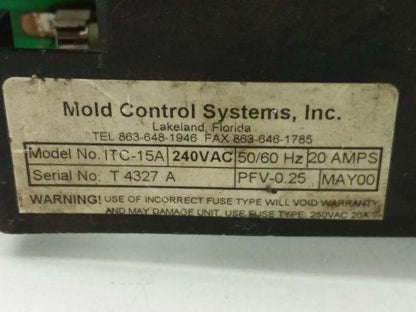 Mold Control Systems, Inc.
Lakeland, Florida
TEL 863-648-1946 FAX 863-646-1785
Model No. ITC-15A 240VAC 50/60 Hz 20 AMPS
Serial No: T 4327 A PFV-0.25 MAY00
WARNING! USE OF INCORRECT FUSE TYPE WILL VOID WARRANTY
AND MAY DAMAGE UNIT. USE FUSE TYPE: 250VAC 20A